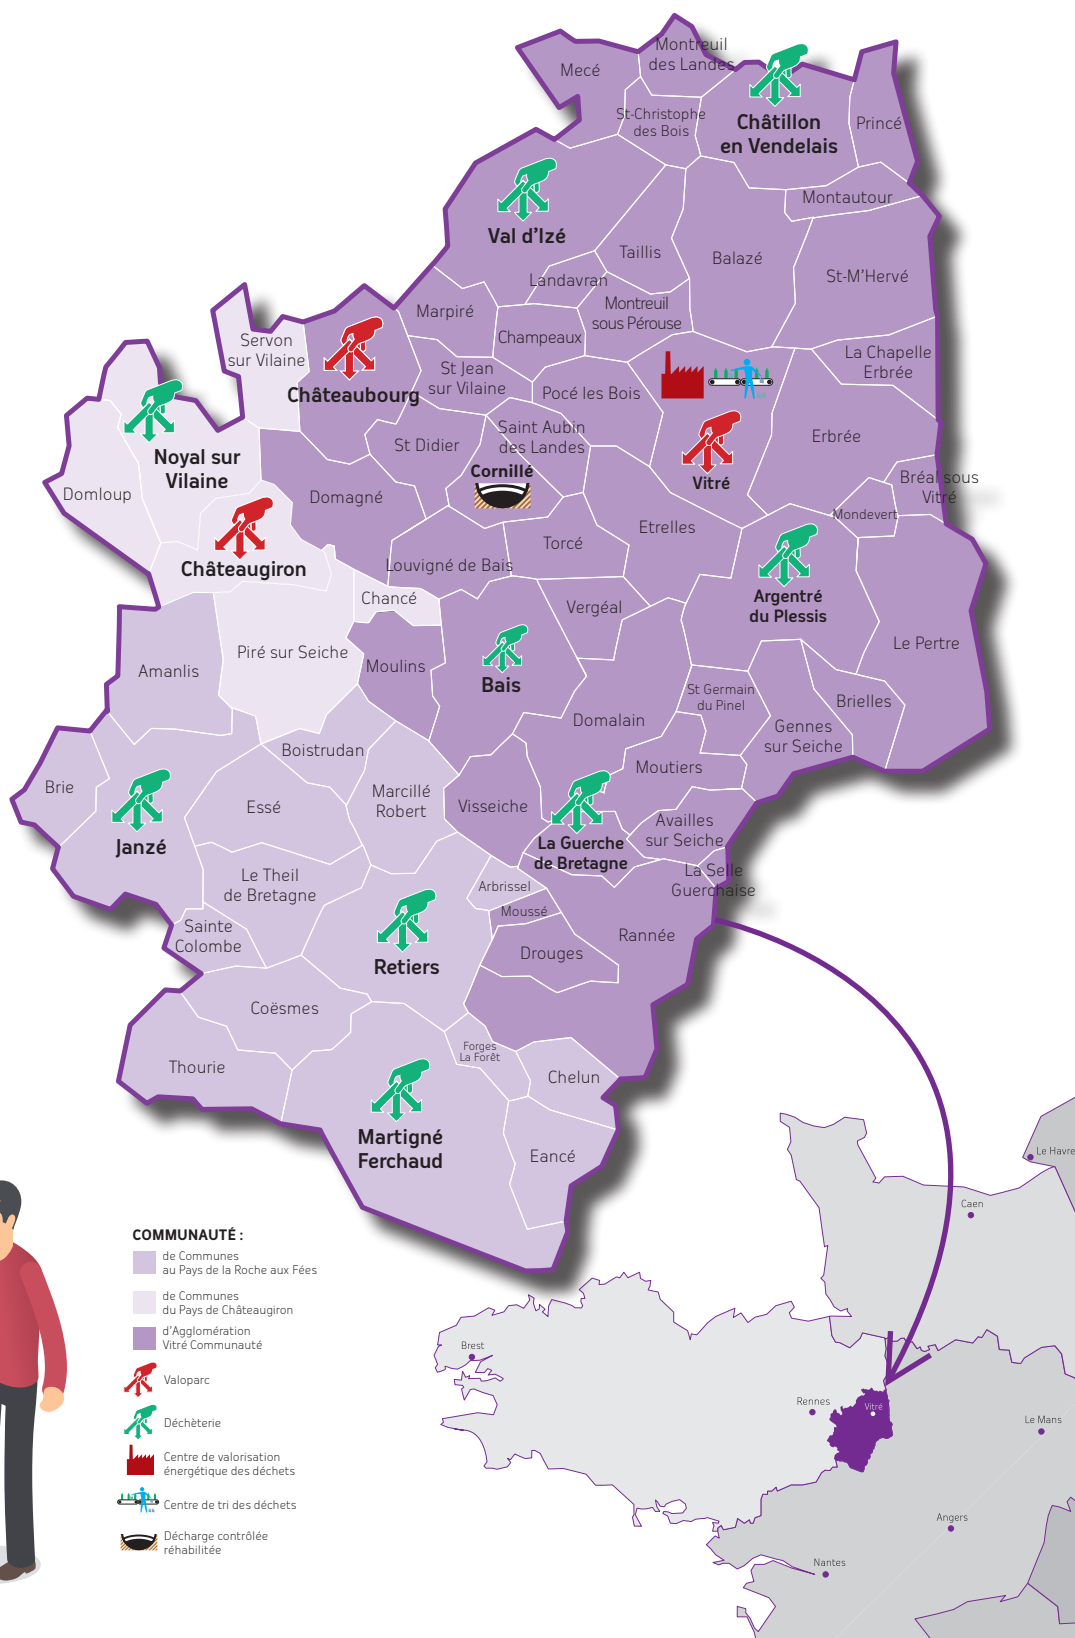 Montreuil
des Landes
Mecé
St-Christophe
des Bois
Châtillon
en Vendelais
Princé
Montautour
Val d'Izé
Taillis
Balazé
St-M'Hervé
Landavran
Montreuil
sous Pérouse
Marpiré
Champeaux
Servon
sur Vilaine
La Chapelle
Erbrée
St Jean
sur Vilaine
Châteaubourg
Pocé les Bois
Saint Aubin
des Landes
St Didier
Erbrée
Noyal sur
Vilaine
Cornillé
Vitré
Bréal sous
Vitré
Domloup
Domagné
Mondevert
Etrelles
Torcé
Châteaugiron
Louvigné de Bais
Chancé
Vergéal
Argentré
du Plessis
Le Pertre
Piré sur Seiche
Amanlis
Moulins
Bais
St Germain
du Pinel
Brielles
Domalain
Gennes
sur Seiche
Boistrudan
Moutiers
Brie
Essé
Marcillé
Robert
Visseiche
Janzé
La Guerche
de Bretagne
Availles
sur Seiche
La Selle
Guerchaise
Le Theil
de Bretagne
Arbrissel
Moussé
Sainte
Colombe
Rannée
Drouges
Retiers
Coësmes
Forges
La Forêt
Thourie
Chelun
Martigné
Ferchaud
Eancé
COMMUNAUTÉ :
de Communes
au Pays de la Roche aux Fées
de Communes
du Pays de Châteaugiron
d'Agglomération
Vitré Communauté
Valoparc
Déchèterie
Centre de valorisation
énergétique des déchets
Centre de tri des déchets
Décharge contrôlée
réhabilitée
Le Havre
Caen
Brest
Rennes
Vitré
Le Mans
Angers
Nantes